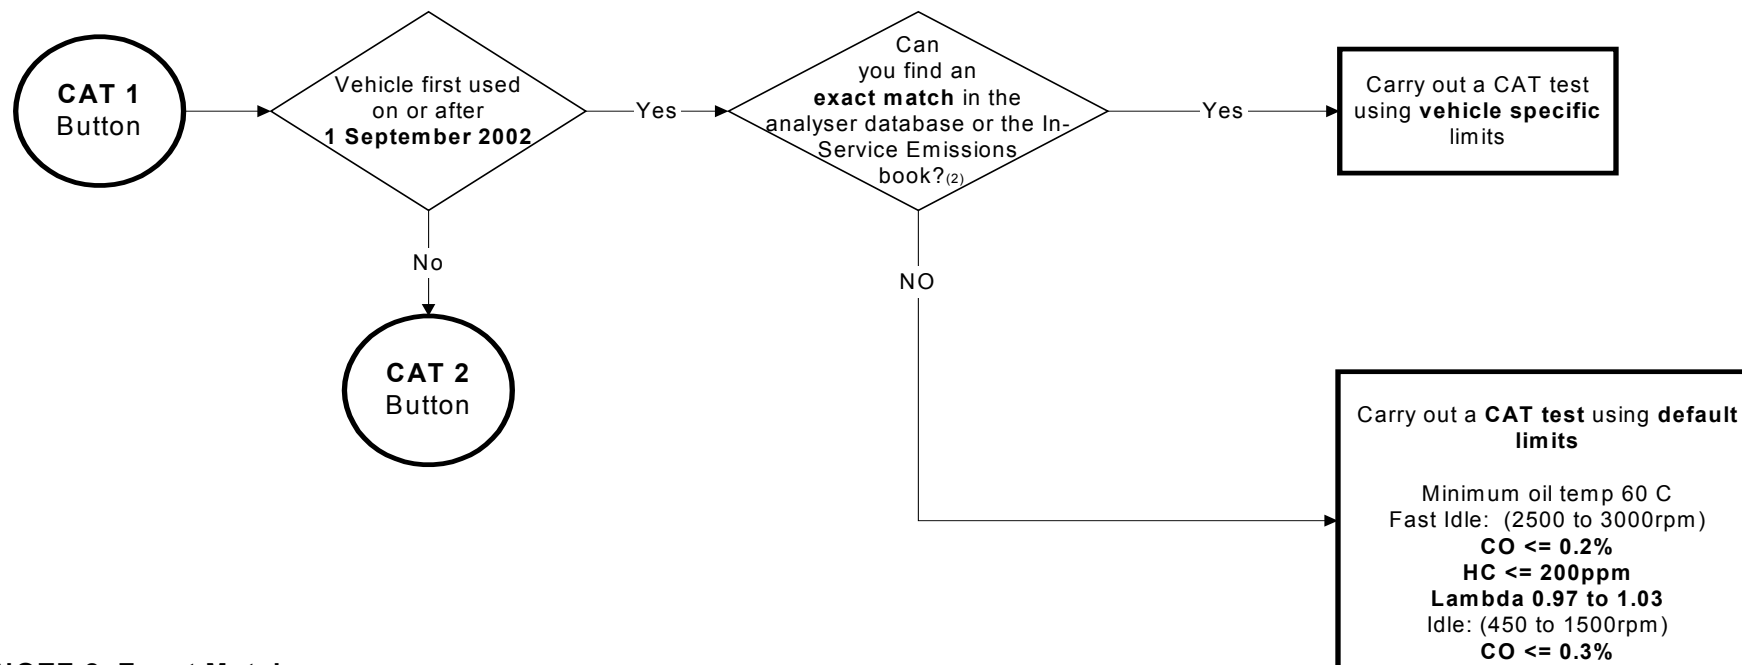 CAT 1
Button
Vehicle first used
on or after
1 September 2002
Yes
Can
you find an
exact match in the
analyser database or the In-
Service Emissions
book?(2)
Yes
Carry out a CAT test
using vehicle specific
limits
No
NO
CAT 2
Button
Carry out a CAT test using default
limits
Minimum oil temp 60 C
Fast Idle: (2500 to 3000rpm)
CO <= 0.2%
HC <= 200ppm
Lambda 0.97 to 1.03
Idle: (450 to 1500rpm)
CO <= 0.3%